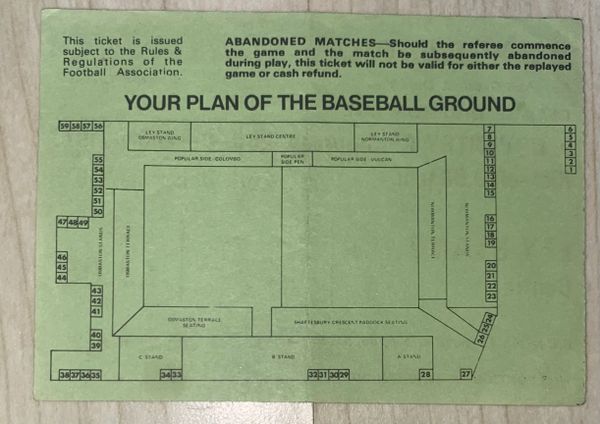 This ticket is issued
subject to the Rules &
Regulations of the
Football Association.
ABANDONED MATCHES—Should the referee commence
the game and the match be subsequently abandoned
during play, this ticket will not be valid for either the replayed
game or cash refund.
YOUR PLAN OF THE BASEBALL GROUND
59 58 57 56
LEY STAND
OSMASTON WING
LEY STAND CENTRE
LEY STAND
NORMANTON WING
POPULAR SIDE - COLOMBO
POPULAR
SIDE PEN
POPULAR SIDE - VULCAN
7
8
9
10
11
12
13
14
15
6
5
4
3
2
1
55
54
53
52
51
50
47 48 49
46
45
44
43
42
41
40
39
OSMASTON STANDS
OSMASTON TERRACE
NORMANTON TERRACE
NORMANTON STANDS
16
17
18
19
20
21
22
23
24
25
26
OSMASTON TERRACE
SEATING
SHAFTESBURY CRESCENT PADDOCK SEATING
C STAND
B STAND
A STAND
38 37 36 35
34 33
32 31 30 29
28
27